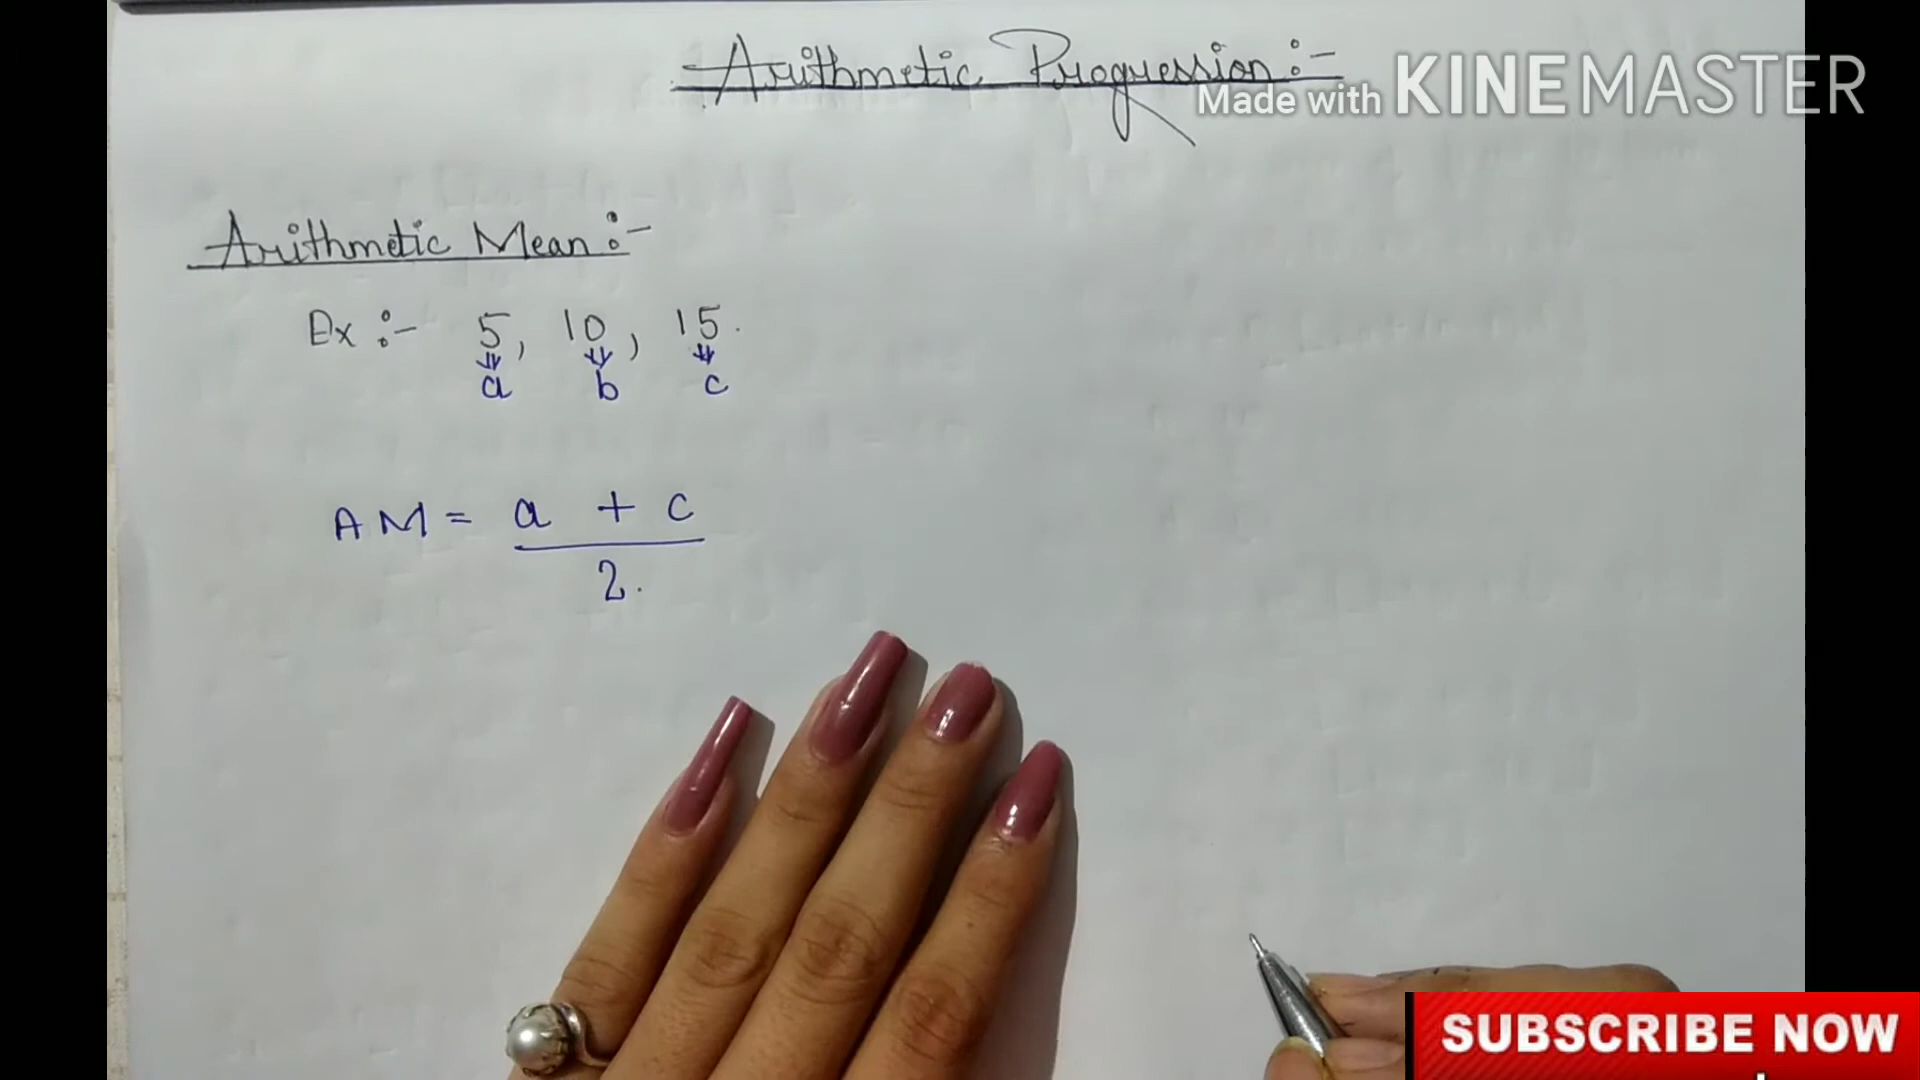 Arithmetic Progression :-
Made with KINEMASTER
Arithmetic Mean :-
Ex :- 5, 10, 15.
a b c
AM = a + c
2.
SUBSCRIBE NOW